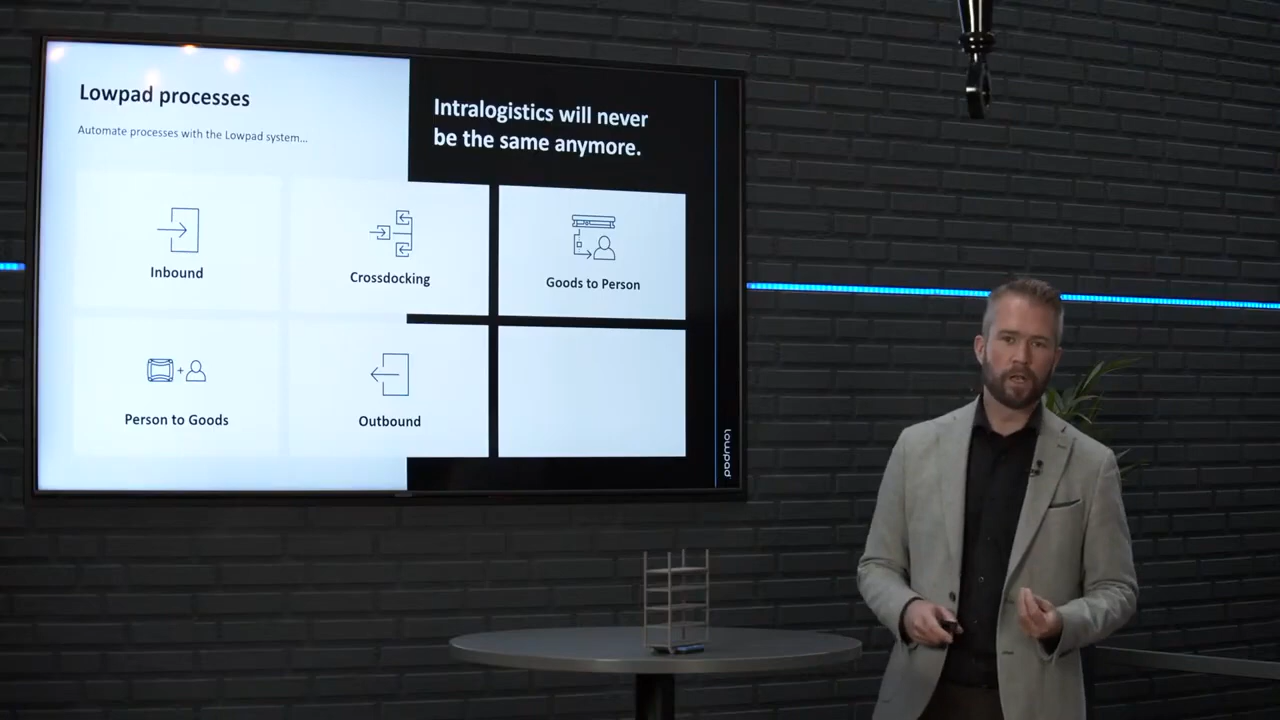 Lowpad processes
Automate processes with the Lowpad system...
Intralogistics will never
be the same anymore.
Inbound
Crossdocking
Goods to Person
Person to Goods
Outbound
lowpad